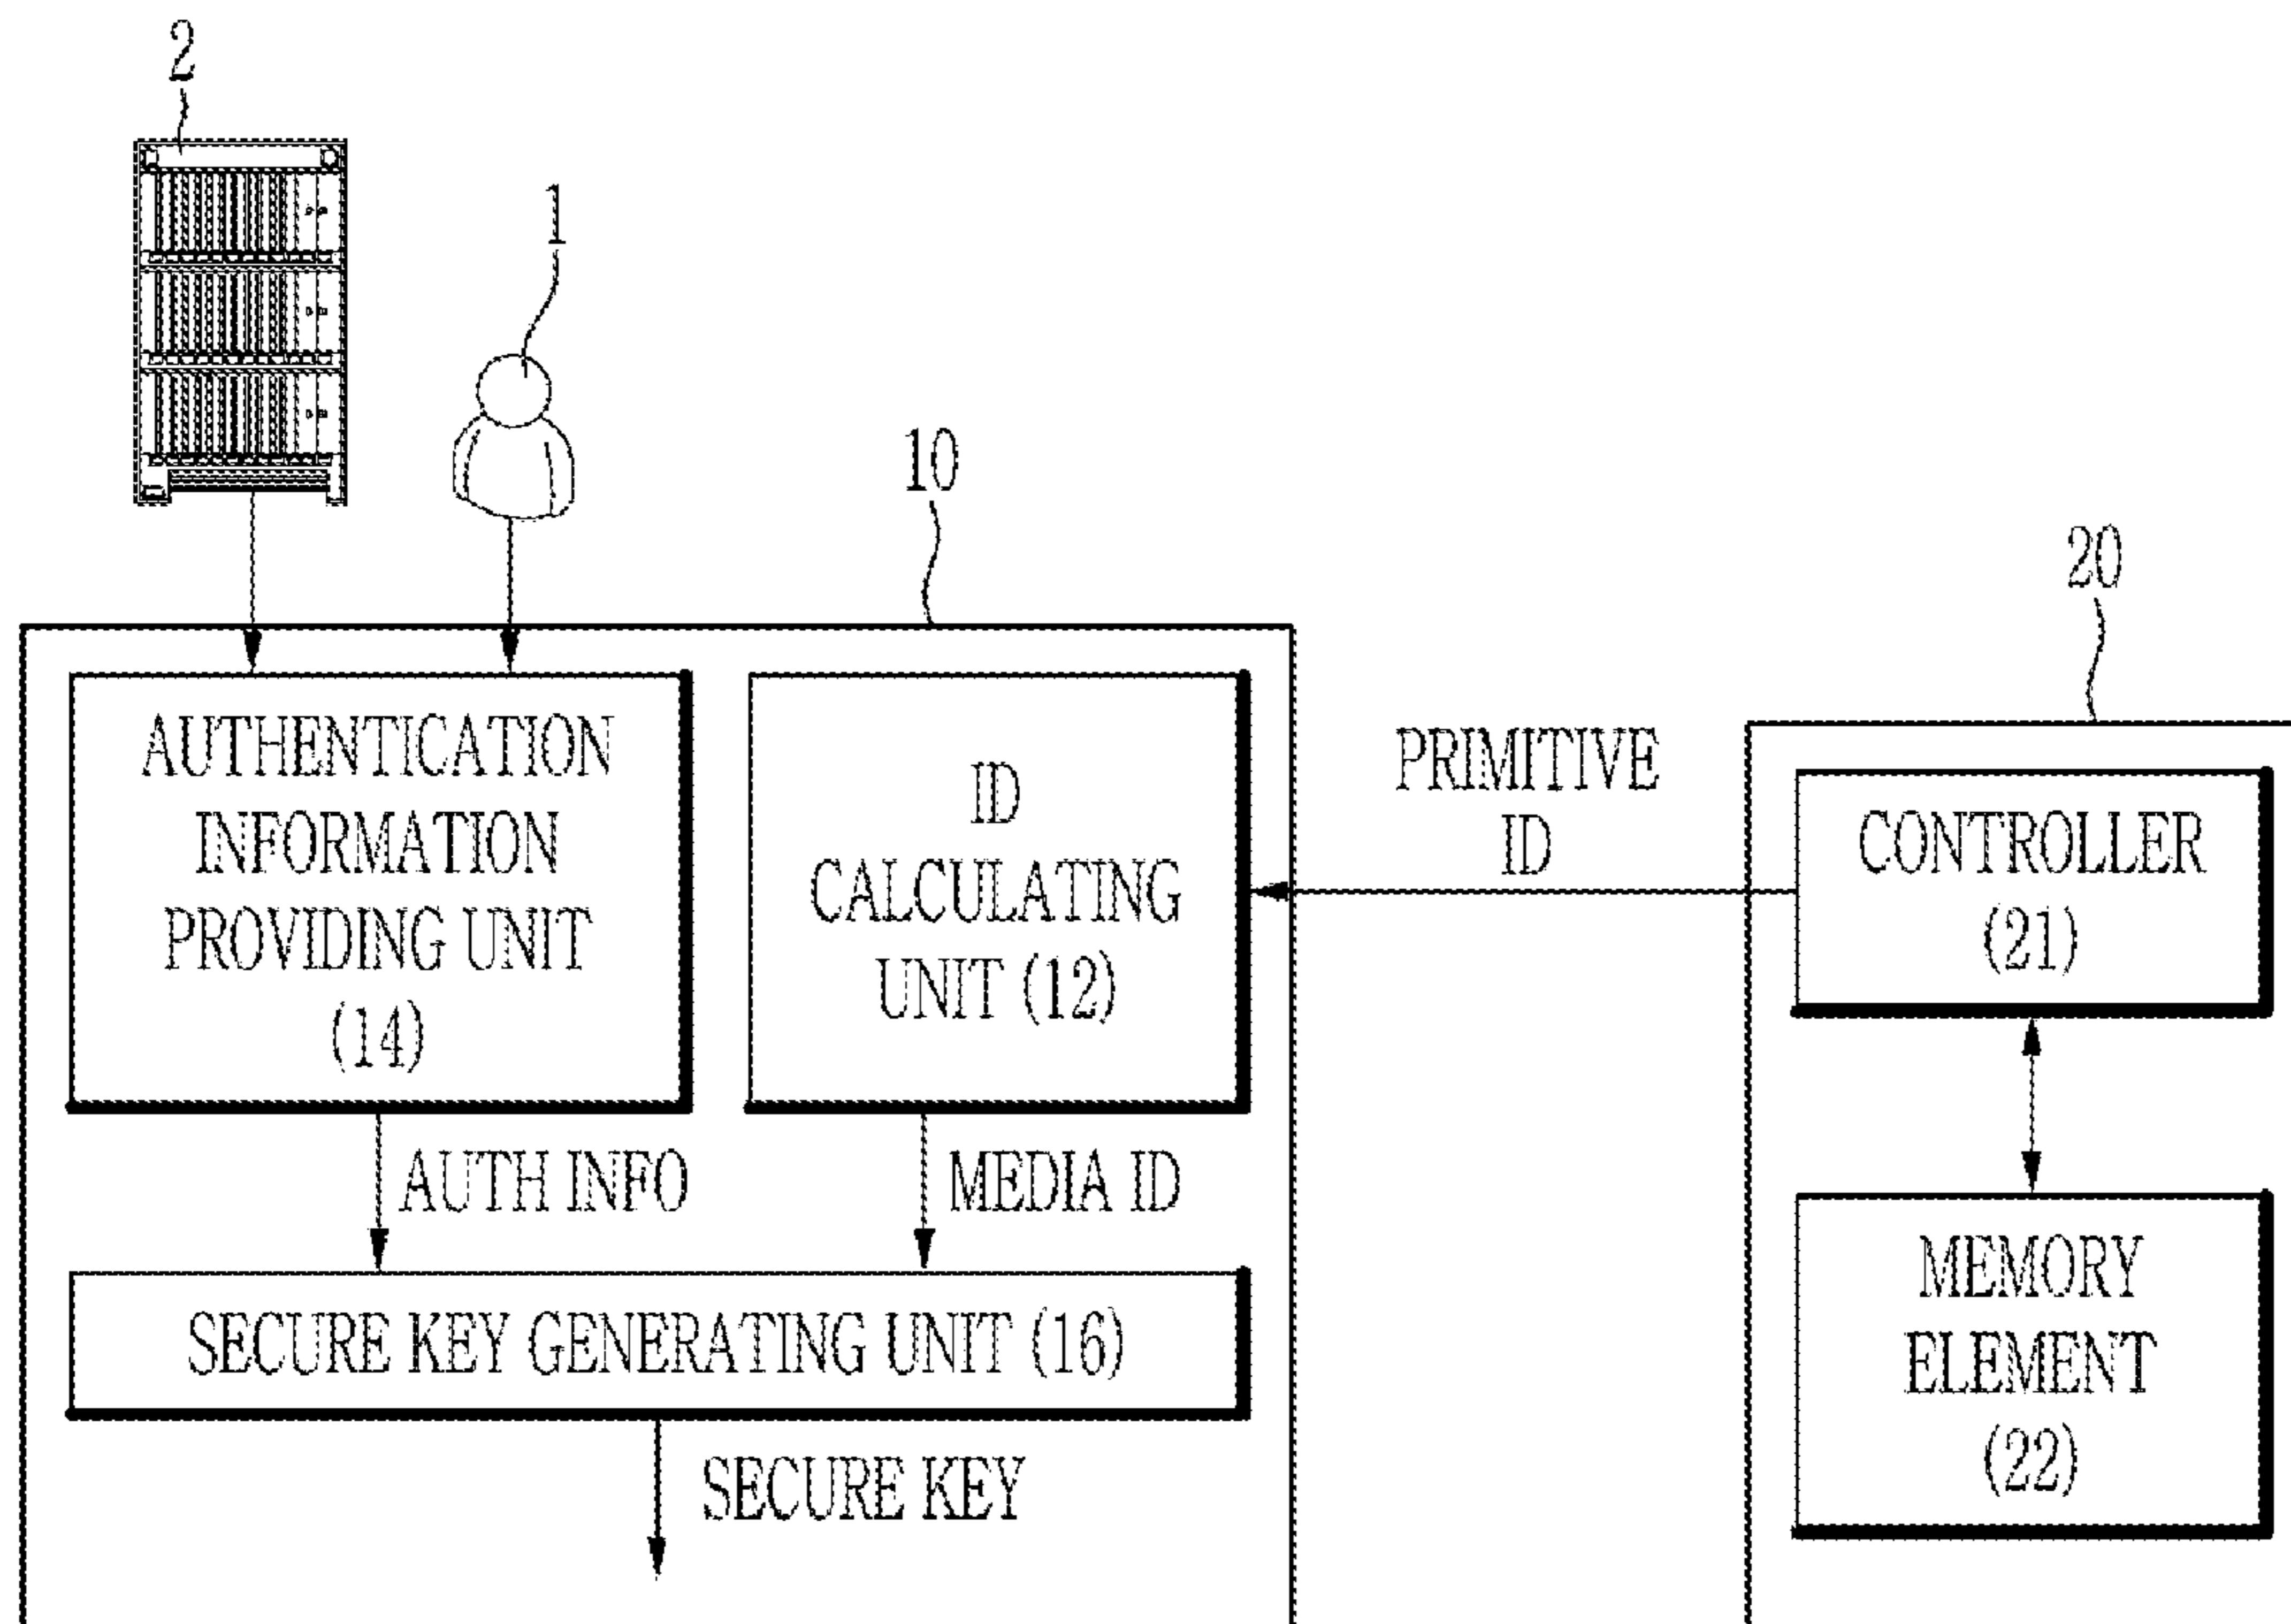 2
1
10
20
AUTHENTICATION
INFORMATION
PROVIDING UNIT
(14)
ID
CALCULATING
UNIT (12)
PRIMITIVE
ID
CONTROLLER
(21)
AUTH INFO
MEDIA ID
SECURE KEY GENERATING UNIT (16)
MEMORY
ELEMENT
(22)
SECURE KEY